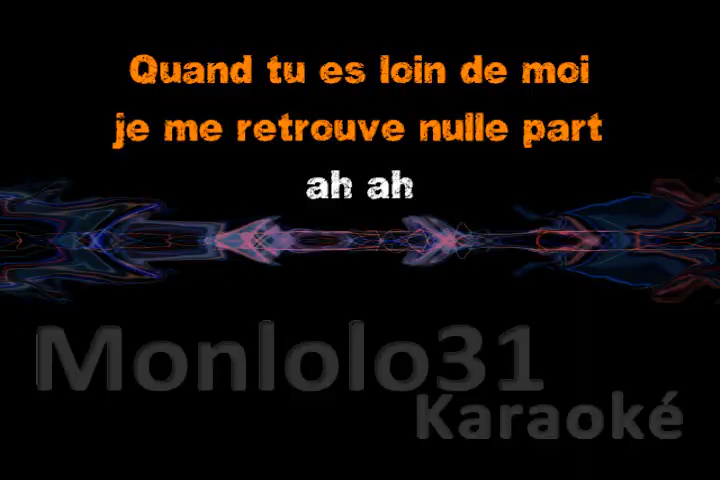 Quand tu es loin de moi
je me retrouve nulle part
ah ah
Monlolo31
Karaoké